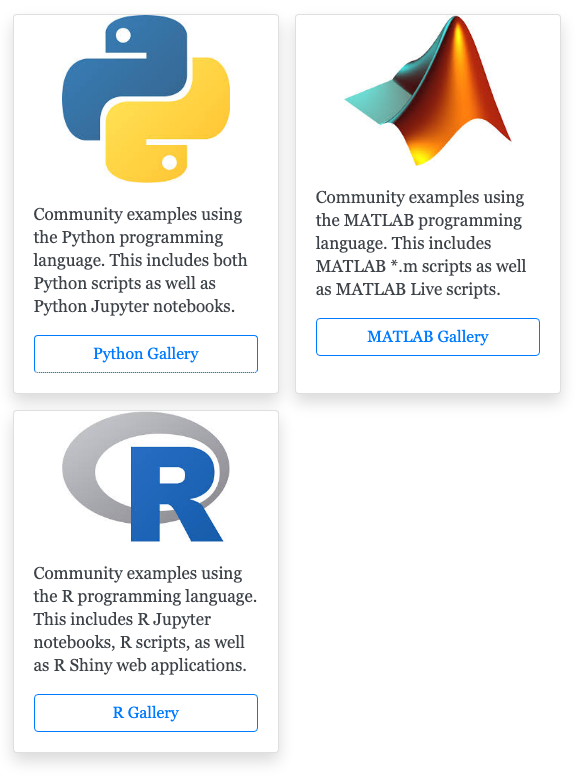 Community examples using
the Python programming
language. This includes both
Python scripts as well as
Python Jupyter notebooks.
Python Gallery
Community examples using
the MATLAB programming
language. This includes
MATLAB *.m scripts as well
as MATLAB Live scripts.
MATLAB Gallery
R
Community examples using
the R programming language.
This includes R Jupyter
notebooks, R scripts, as well
as R Shiny web applications.
R Gallery